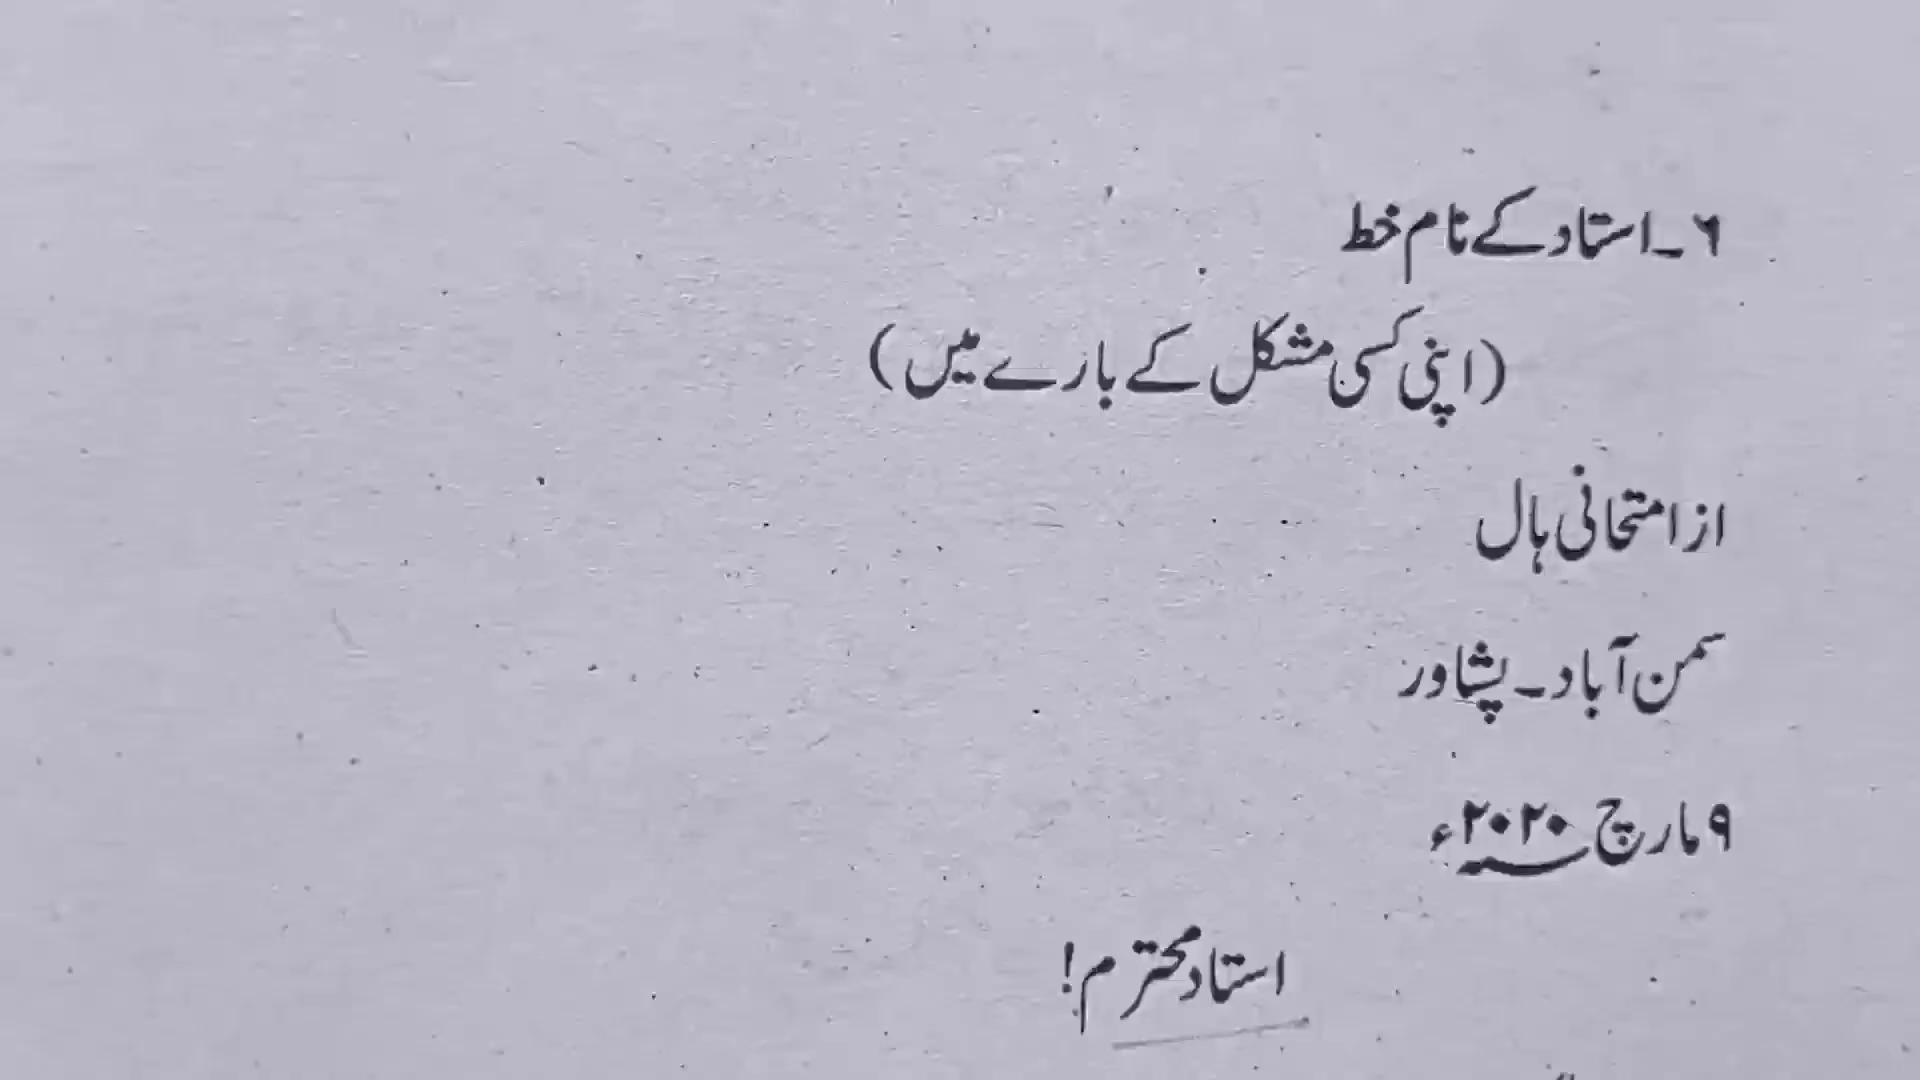 ۶۔ استاد کے نام خط
(اپنی کسی مشکل کے بارے میں)
از امتحانی ہال
سمن آباد۔ پشاور
۹ مارچ ۲۰۲۰ء
استاد محترم!